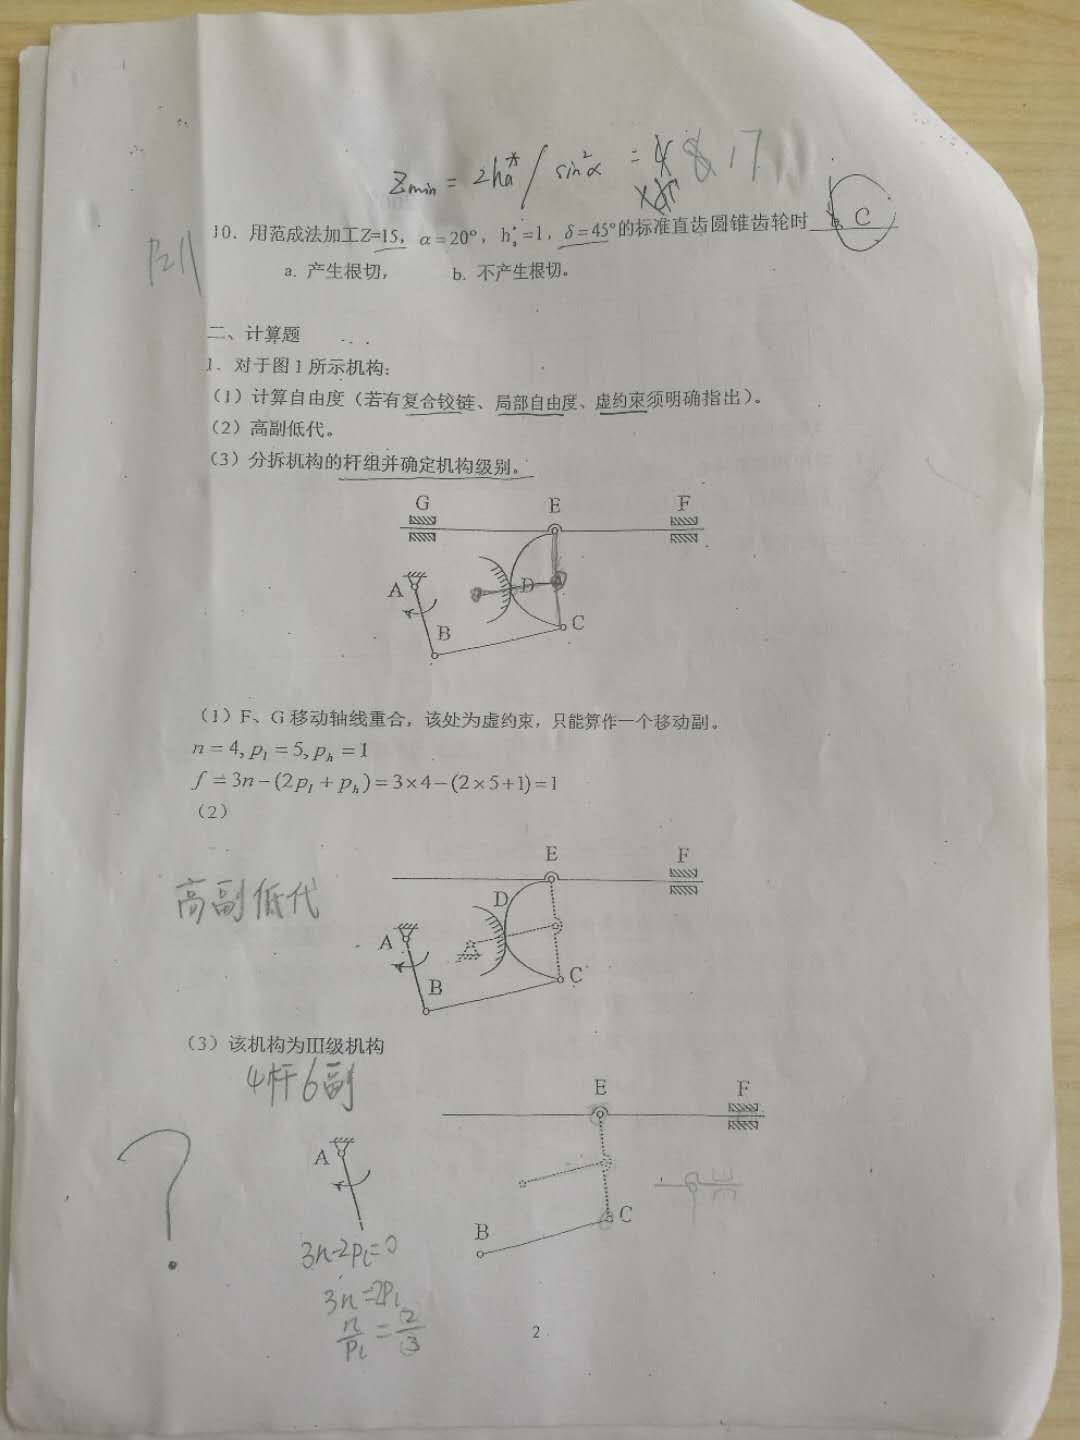 Zmin = 2ha* / sin²α = 17
10. 用范成法加工Z=15, α=20°, hₐ*=1, δ=45°的标准直齿圆锥齿轮时 C
a. 产生根切, b. 不产生根切。
二、计算题
1. 对于图1所示机构:
(1) 计算自由度 (若有复合铰链、局部自由度、虚约束须明确指出)。
(2) 高副低代。
(3) 分拆机构的杆组并确定机构级别。
G E F
A D
B C
(1) F、G移动轴线重合, 该处为虚约束, 只能算作一个移动副。
n=4, pₗ=5, pₕ=1
f=3n-(2pₗ+pₕ)=3×4-(2×5+1)=1
(2)
E F
高副低代 D
A
B C
(3) 该机构为III级机构
4杆6副
E F
A
?
B C
3n-2Pₗ=0
3n=2Pₗ
n/Pₗ=2/3
2